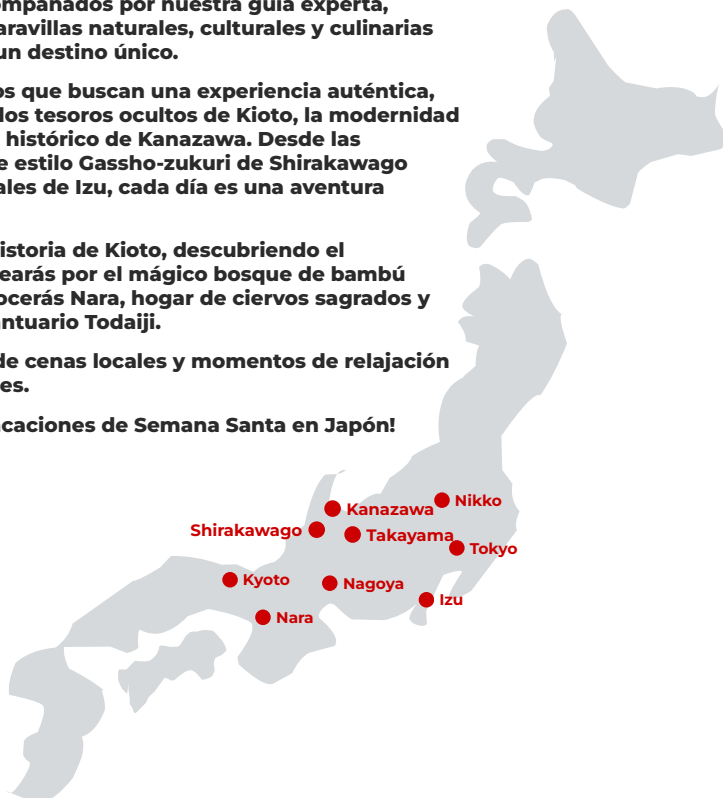 ompañados por nuestra guía experta,
aravillas naturales, culturales y culinarias
un destino único.
os que buscan una experiencia auténtica,
los tesoros ocultos de Kioto, la modernidad
histórico de Kanazawa. Desde las
e estilo Gassho-zukuri de Shirakawago
ales de Izu, cada día es una aventura
istoria de Kioto, descubriendo el
earás por el mágico bosque de bambú
ocerás Nara, hogar de ciervos sagrados y
antuario Todaiji.
de cenas locales y momentos de relajación
es.
acaciones de Semana Santa en Japón!
Kanazawa
Nikko
Shirakawago
Takayama
Tokyo
Kyoto
Nagoya
Izu
Nara